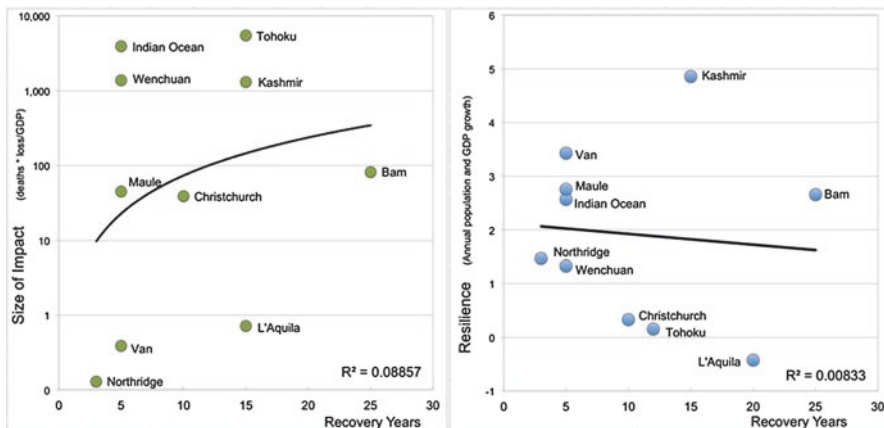 10,000
1,000
100
10
1
0
Size of Impact (deaths * loss/GDP)
Indian Ocean
Tohoku
Wenchuan
Kashmir
Maule
Christchurch
Bam
Van
L'Aquila
Northridge
R² = 0.08857
0 5 10 15 20 25 30
Recovery Years
6
5
4
3
2
1
0
-1
Resilience (Annual population and GDP growth)
Kashmir
Van
Maule
Indian Ocean
Bam
Northridge
Wenchuan
Christchurch
Tohoku
L'Aquila
R² = 0.00833
0 5 10 15 20 25 30
Recovery Years